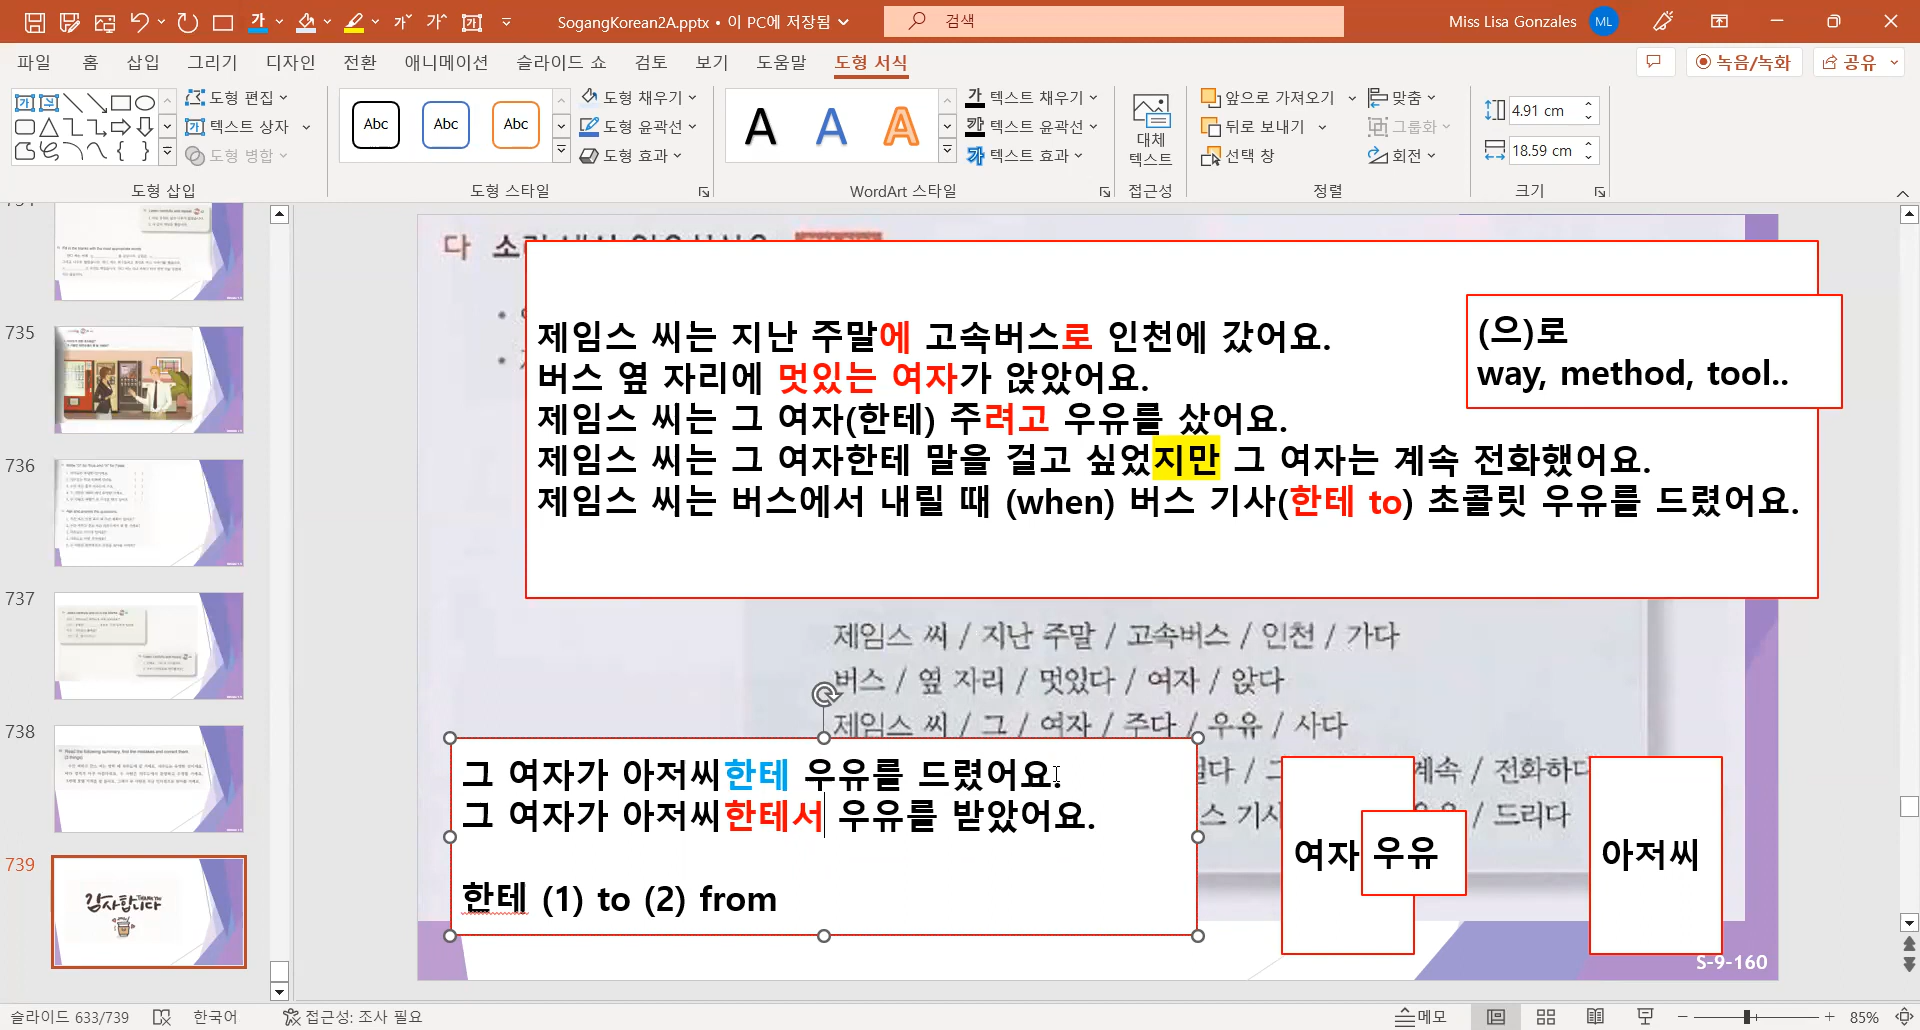 SogangKorean2A.pptx • 이 PC에 저장됨
검색
Miss Lisa Gonzales
ML
파일 홈 삽입 그리기 디자인 전환 애니메이션 슬라이드 쇼 검토 보기 도움말 도형 서식
녹음/녹화 공유
도형 편집
텍스트 상자
도형 병합
도형 삽입
Abc Abc Abc
도형 채우기
도형 윤곽선
도형 효과
도형 스타일
A A A
텍스트 채우기
텍스트 윤곽선
텍스트 효과
WordArt 스타일
대체
텍스트
접근성
앞으로 가져오기
뒤로 보내기
선택 창
맞춤
그룹화
회전
정렬
4.91 cm
18.59 cm
크기
735
736
737
738
739
감사합니다
다
제임스 씨는 지난 주말에 고속버스로 인천에 갔어요.
버스 옆 자리에 멋있는 여자가 앉았어요.
제임스 씨는 그 여자(한테) 주려고 우유를 샀어요.
제임스 씨는 그 여자한테 말을 걸고 싶었지만 그 여자는 계속 전화했어요.
제임스 씨는 버스에서 내릴 때 (when) 버스 기사(한테 to) 초콜릿 우유를 드렸어요.
(으)로
way, method, tool..
제임스 씨 / 지난 주말 / 고속버스 / 인천 / 가다
버스 / 옆 자리 / 멋있다 / 여자 / 앉다
제임스 씨 / 그 / 여자 / 주다 / 우유 / 사다
계속 / 전화하다
스 기사
/ 드리다
그 여자가 아저씨한테 우유를 드렸어요.
그 여자가 아저씨한테서 우유를 받았어요.
한테 (1) to (2) from
여자
우유
아저씨
S-9-160
슬라이드 633/739
한국어
접근성: 조사 필요
메모
85%